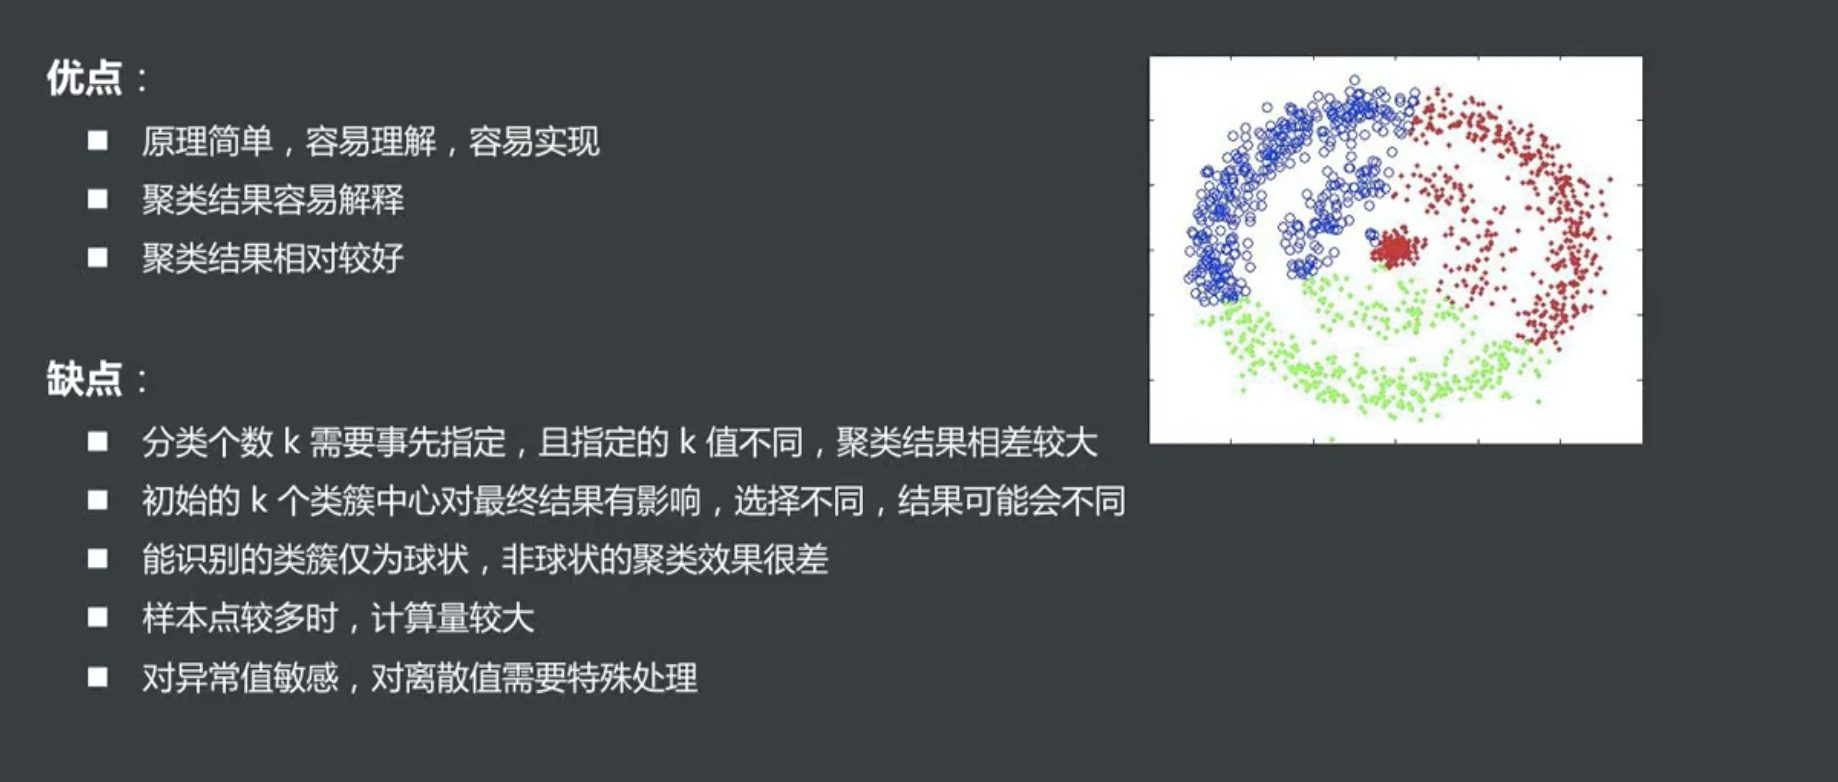 优点：
原理简单，容易理解，容易实现
聚类结果容易解释
聚类结果相对较好
缺点：
分类个数 k 需要事先指定，且指定的 k 值不同，聚类结果相差较大
初始的 k 个类簇中心对最终结果有影响，选择不同，结果可能会不同
能识别的类簇仅为球状，非球状的聚类效果很差
样本点较多时，计算量较大
对异常值敏感，对离散值需要特殊处理